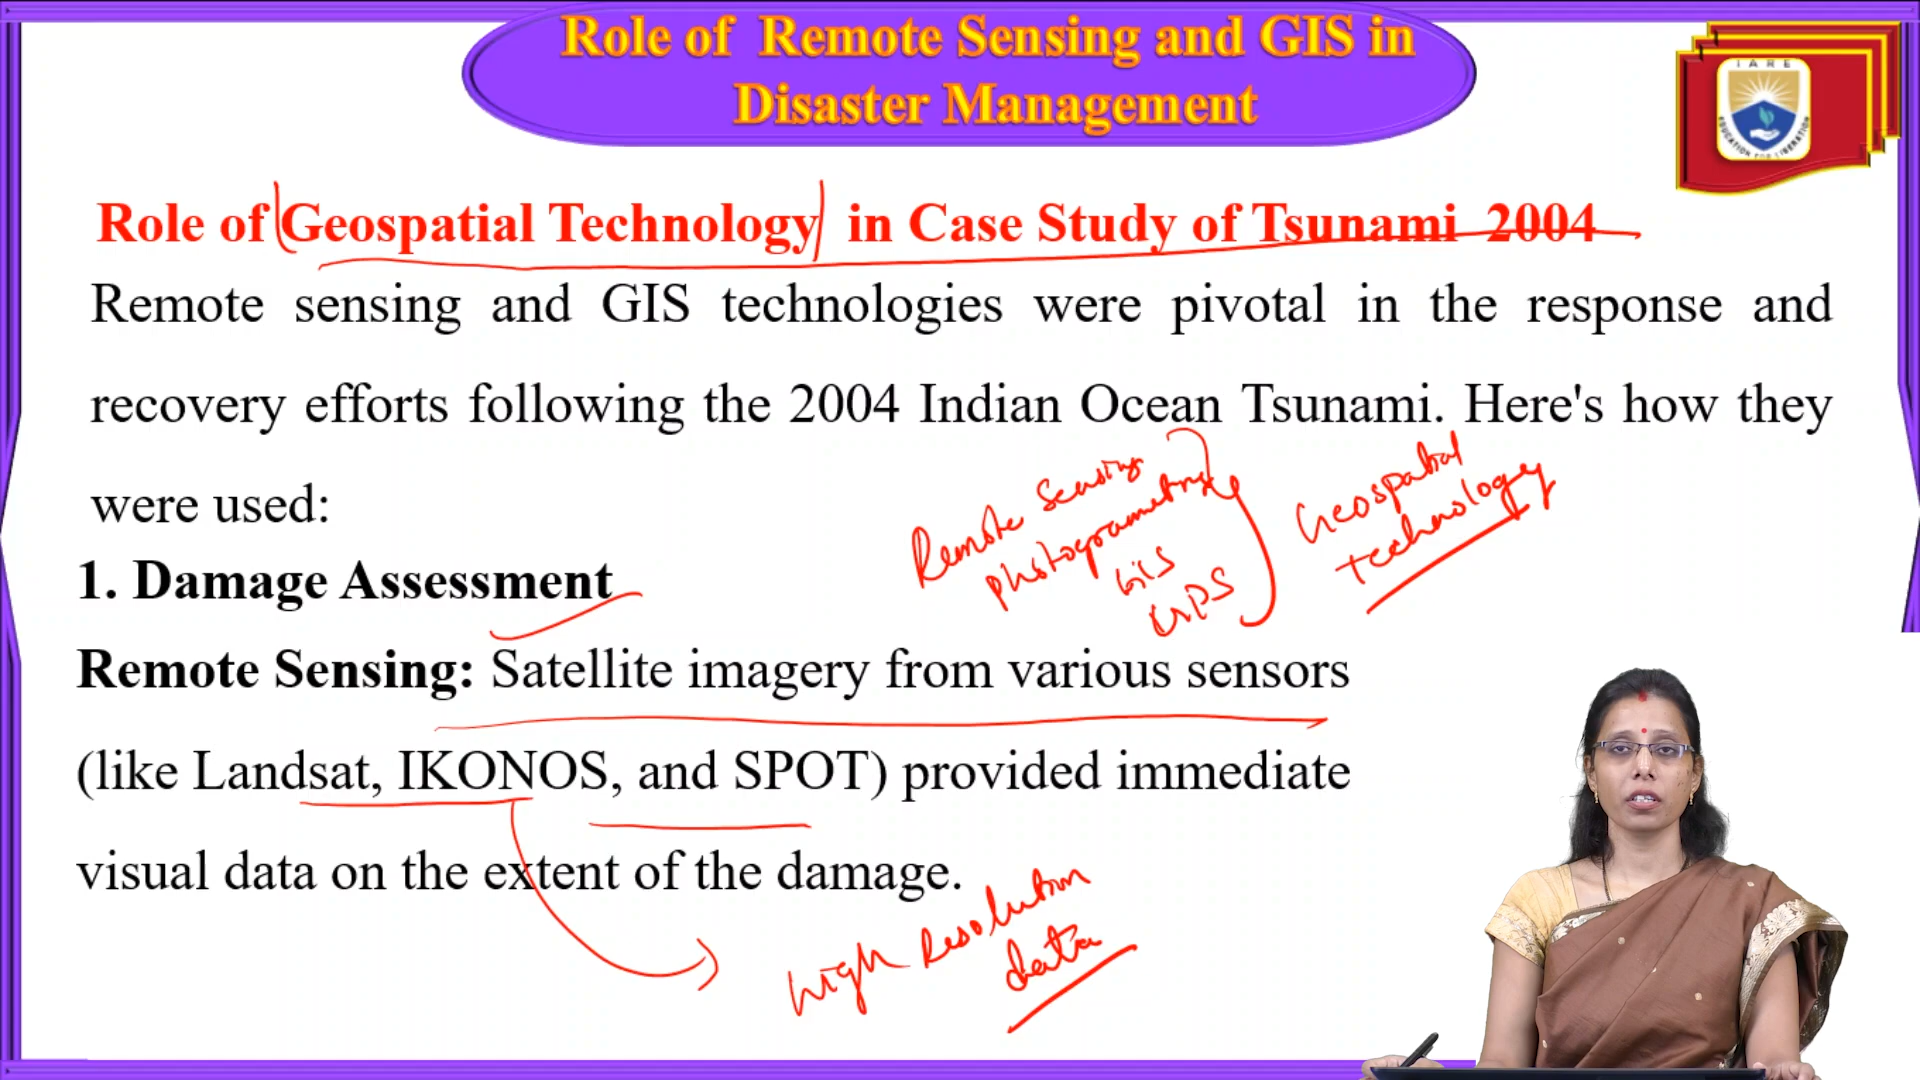 Role of Remote Sensing and GIS in
Disaster Management
IARE
EDUCATION FOR LIBERATION
Role of Geospatial Technology in Case Study of Tsunami 2004
Remote sensing and GIS technologies were pivotal in the response and
recovery efforts following the 2004 Indian Ocean Tsunami. Here's how they
were used:
Remote Sensing
photogrammetry
GIS
GPS
Geospatial
technology
1. Damage Assessment
Remote Sensing: Satellite imagery from various sensors
(like Landsat, IKONOS, and SPOT) provided immediate
visual data on the extent of the damage.
High Resolution
data